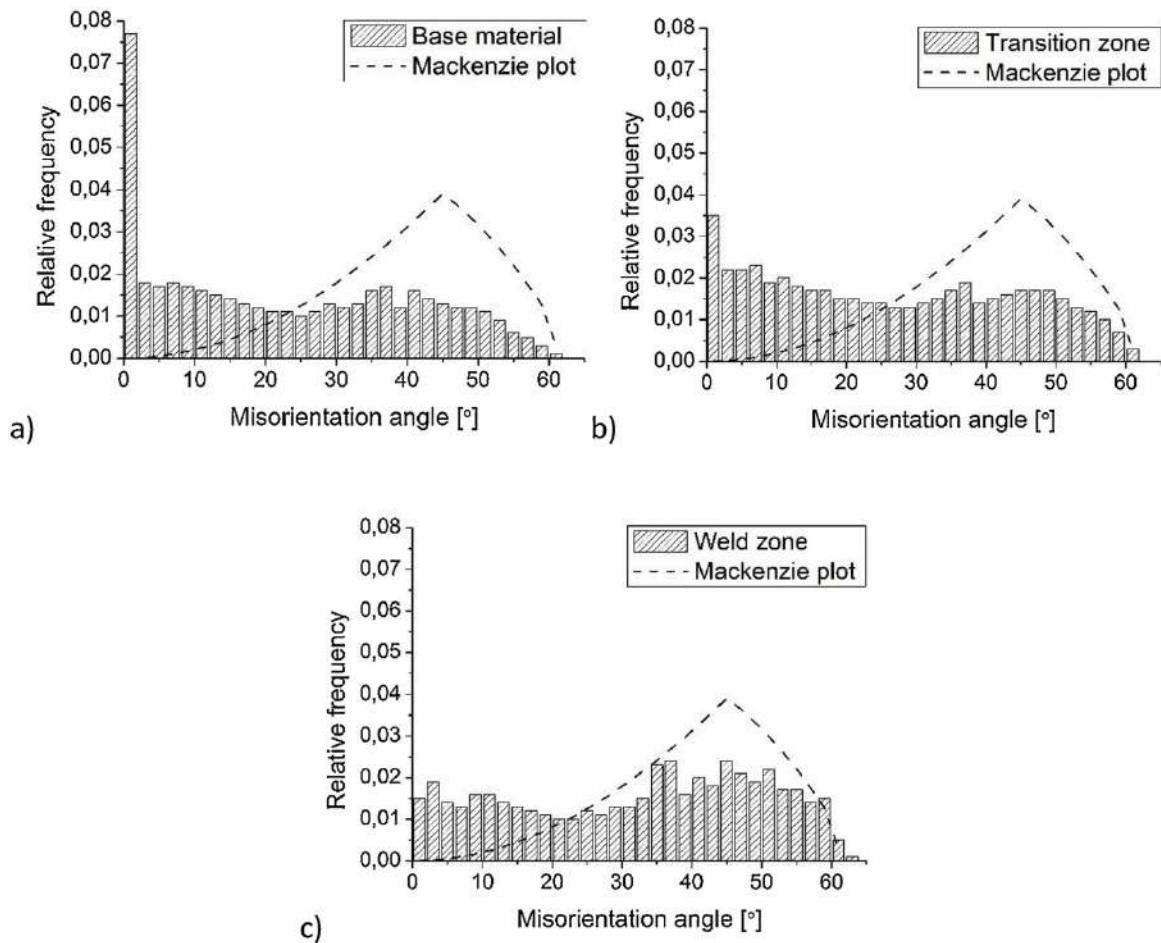 0,08
0,07
0,06
0,05
0,04
0,03
0,02
0,01
0,00
Relative frequency
Base material
Mackenzie plot
0 10 20 30 40 50 60
Misorientation angle [°]
a)
0,08
0,07
0,06
0,05
0,04
0,03
0,02
0,01
0,00
Relative frequency
Transition zone
Mackenzie plot
0 10 20 30 40 50 60
Misorientation angle [°]
b)
0,08
0,07
0,06
0,05
0,04
0,03
0,02
0,01
0,00
Relative frequency
Weld zone
Mackenzie plot
0 10 20 30 40 50 60
Misorientation angle [°]
c)